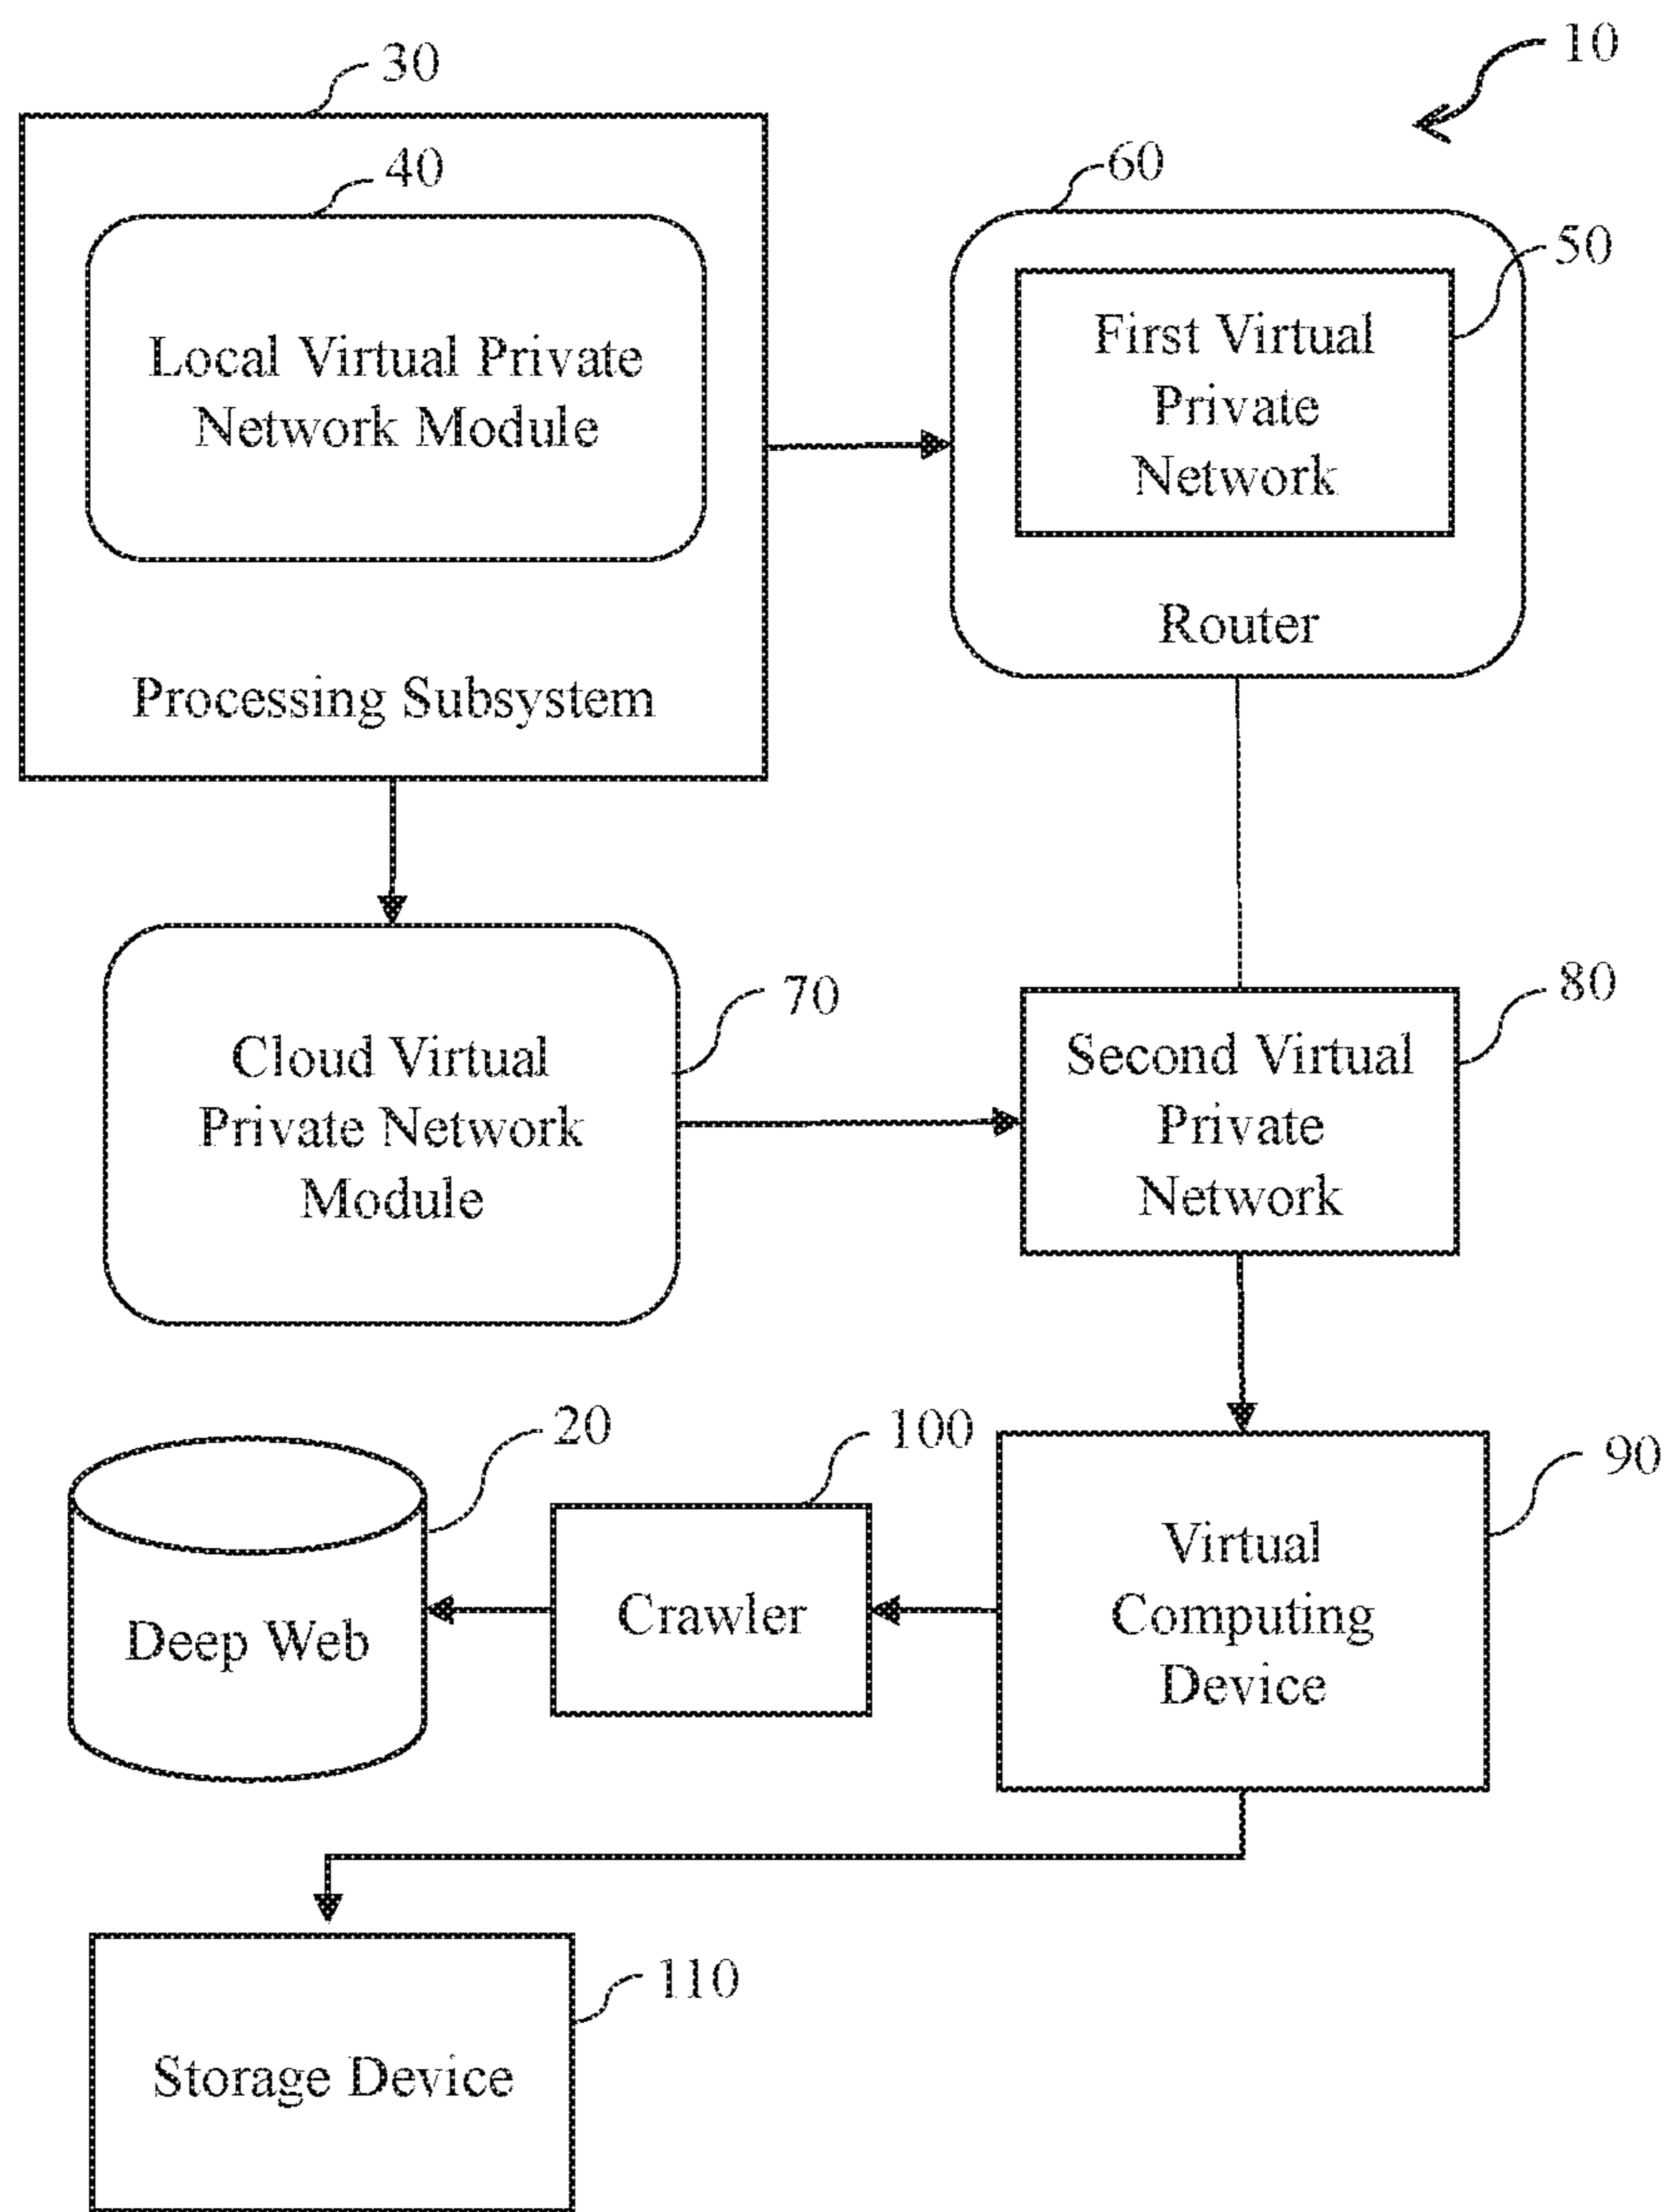 10
30
40
60
50
Local Virtual Private
Network Module
First Virtual
Private
Network
Router
Processing Subsystem
70
80
Cloud Virtual
Private Network
Module
Second Virtual
Private
Network
20
100
90
Deep Web
Crawler
Virtual
Computing
Device
110
Storage Device